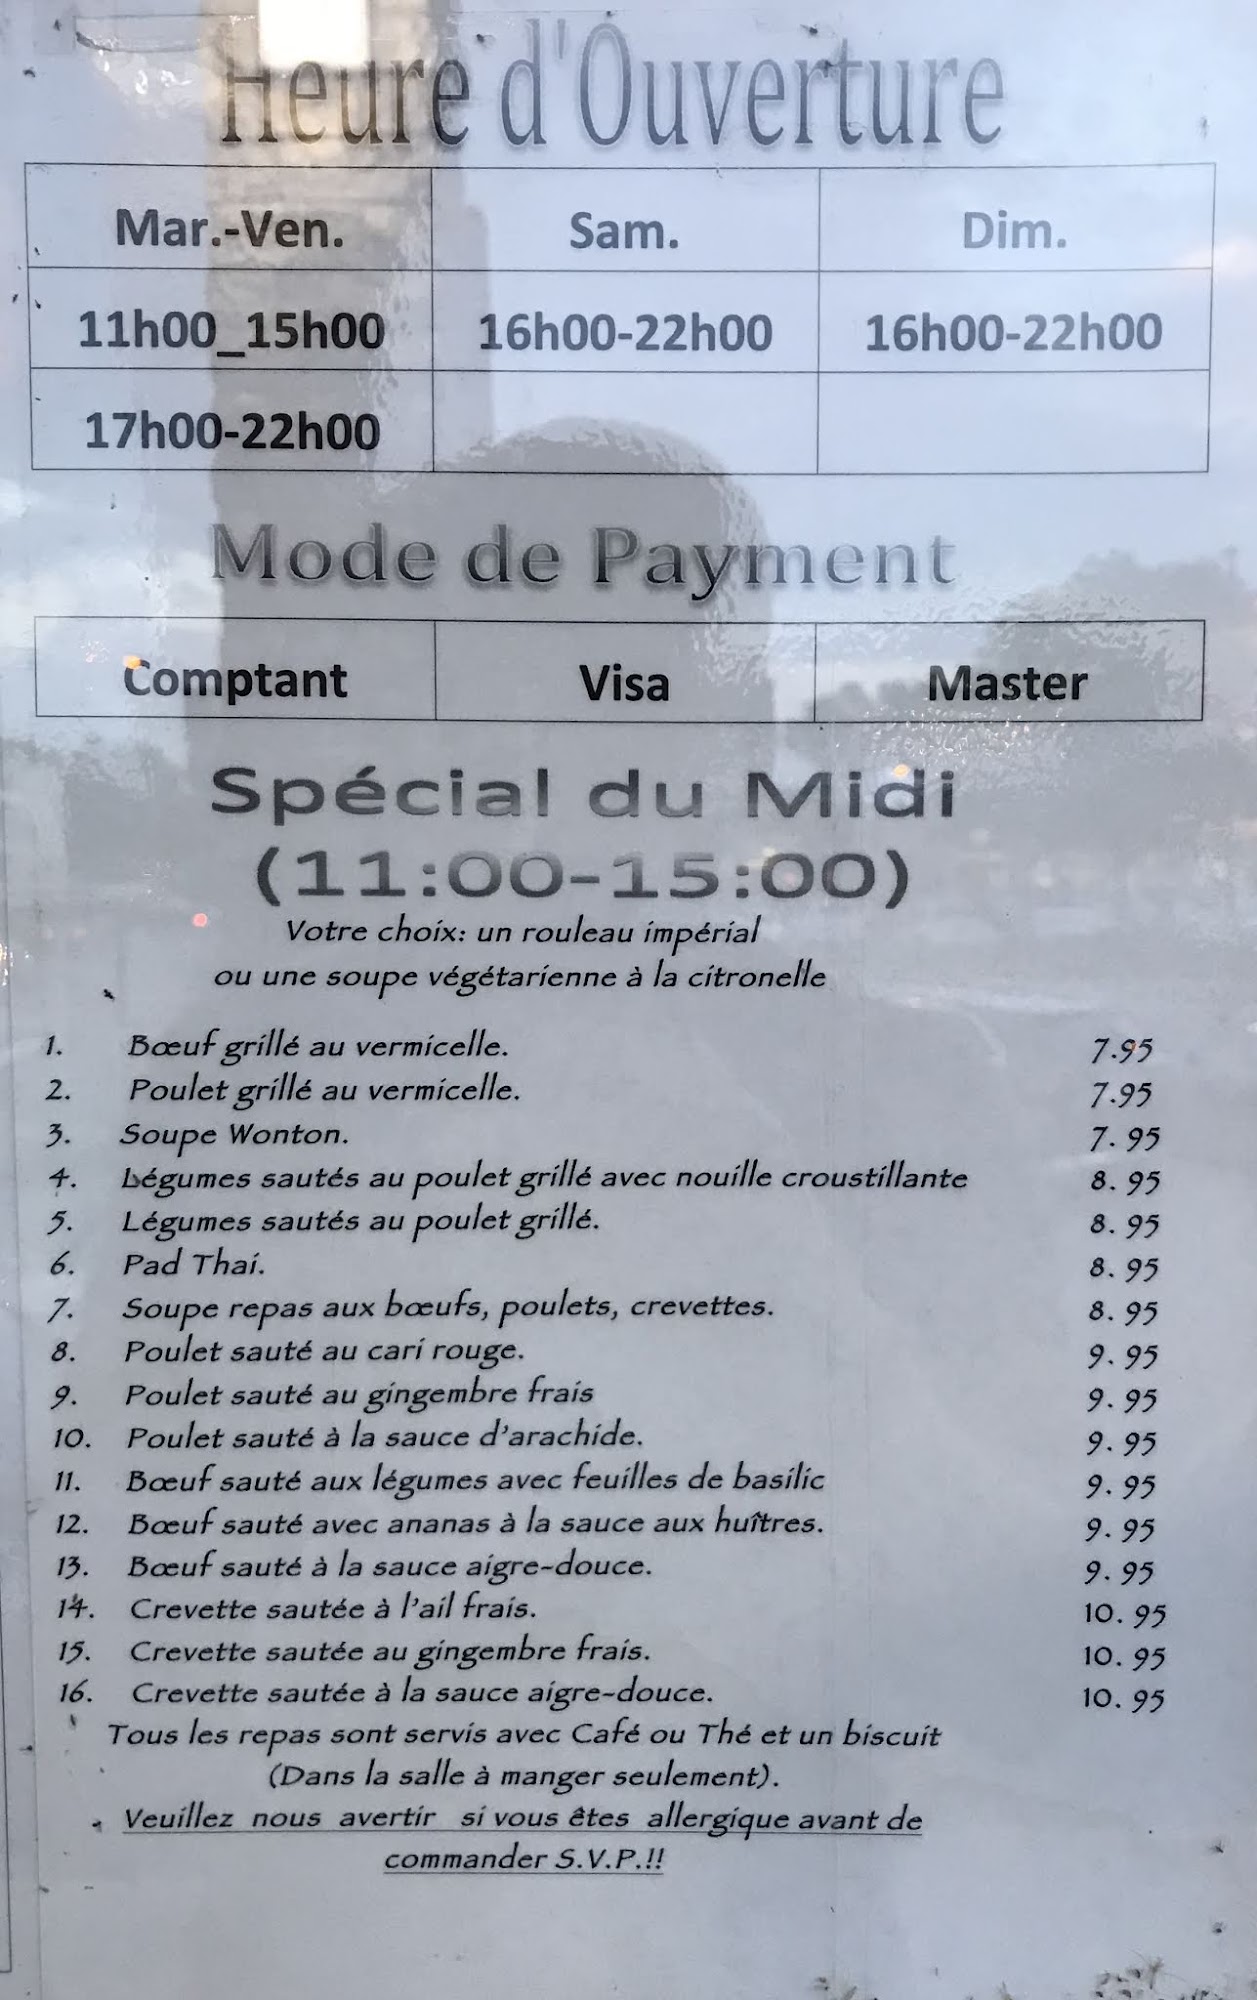 Heure d'Ouverture
Mar.-Ven. Sam. Dim.
11h00_15h00 16h00-22h00 16h00-22h00
17h00-22h00
Mode de Payment
Comptant Visa Master
Spécial du Midi
(11:00-15:00)
Votre choix: un rouleau impérial
ou une soupe végétarienne à la citronelle
1. Bœuf grillé au vermicelle. 7.95
2. Poulet grillé au vermicelle. 7.95
3. Soupe Wonton. 7.95
4. Légumes sautés au poulet grillé avec nouille croustillante 8.95
5. Légumes sautés au poulet grillé. 8.95
6. Pad Thai. 8.95
7. Soupe repas aux bœufs, poulets, crevettes. 8.95
8. Poulet sauté au cari rouge. 9.95
9. Poulet sauté au gingembre frais 9.95
10. Poulet sauté à la sauce d'arachide. 9.95
11. Bœuf sauté aux légumes avec feuilles de basilic 9.95
12. Bœuf sauté avec ananas à la sauce aux huîtres. 9.95
13. Bœuf sauté à la sauce aigre-douce. 9.95
14. Crevette sautée à l'ail frais. 10.95
15. Crevette sautée au gingembre frais. 10.95
16. Crevette sautée à la sauce aigre-douce. 10.95
Tous les repas sont servis avec Café ou Thé et un biscuit
(Dans la salle à manger seulement).
Veuillez nous avertir si vous êtes allergique avant de
commander S.V.P.!!